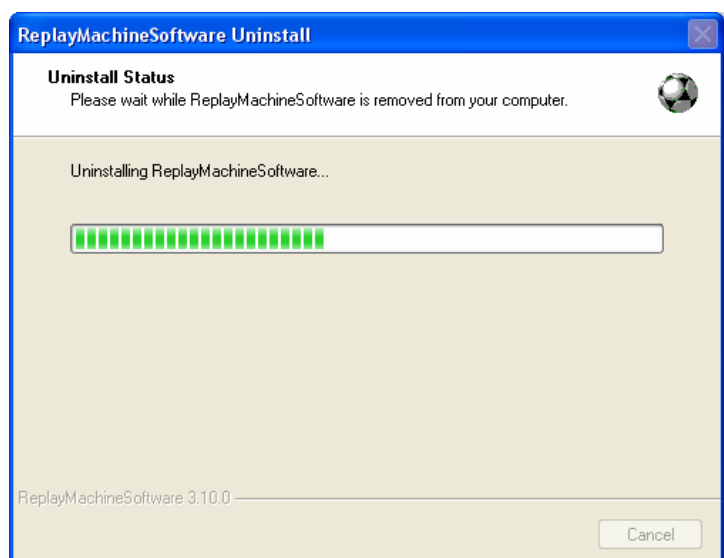 ReplayMachineSoftware Uninstall
Uninstall Status
Please wait while ReplayMachineSoftware is removed from your computer.
Uninstalling ReplayMachineSoftware...
ReplayMachineSoftware 3.10.0
Cancel